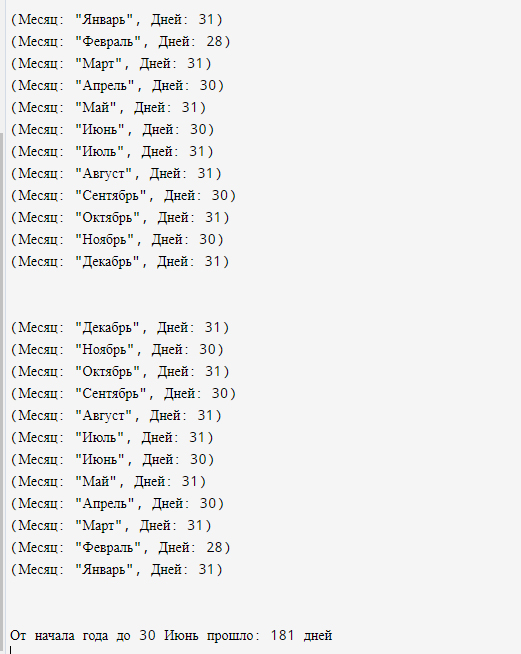 (Месяц: "Январь", Дней: 31)
(Месяц: "Февраль", Дней: 28)
(Месяц: "Март", Дней: 31)
(Месяц: "Апрель", Дней: 30)
(Месяц: "Май", Дней: 31)
(Месяц: "Июнь", Дней: 30)
(Месяц: "Июль", Дней: 31)
(Месяц: "Август", Дней: 31)
(Месяц: "Сентябрь", Дней: 30)
(Месяц: "Октябрь", Дней: 31)
(Месяц: "Ноябрь", Дней: 30)
(Месяц: "Декабрь", Дней: 31)
(Месяц: "Декабрь", Дней: 31)
(Месяц: "Ноябрь", Дней: 30)
(Месяц: "Октябрь", Дней: 31)
(Месяц: "Сентябрь", Дней: 30)
(Месяц: "Август", Дней: 31)
(Месяц: "Июль", Дней: 31)
(Месяц: "Июнь", Дней: 30)
(Месяц: "Май", Дней: 31)
(Месяц: "Апрель", Дней: 30)
(Месяц: "Март", Дней: 31)
(Месяц: "Февраль", Дней: 28)
(Месяц: "Январь", Дней: 31)
От начала года до 30 Июнь прошло: 181 дней